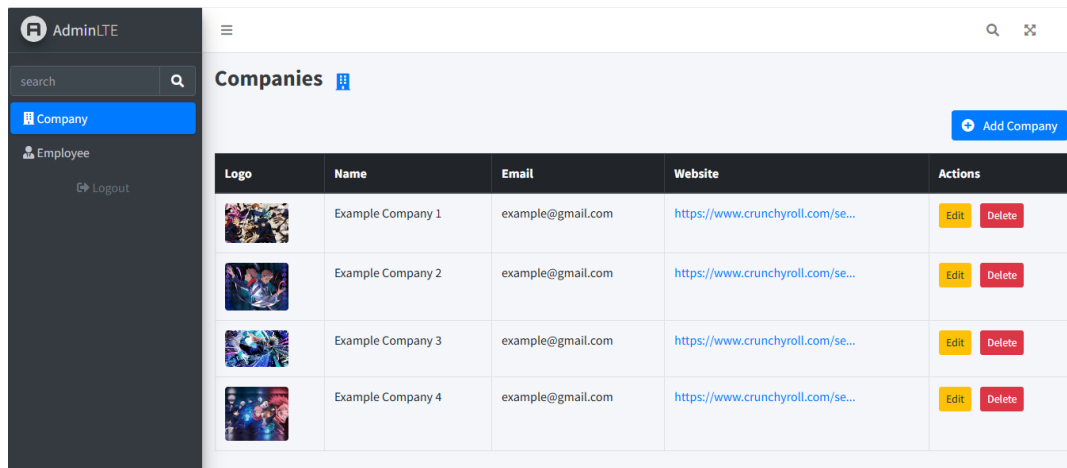 AdminLTE
search
Company
Employee
Logout
Companies
Add Company
Logo Name Email Website Actions
Example Company 1 example@gmail.com https://www.crunchyroll.com/se... Edit Delete
Example Company 2 example@gmail.com https://www.crunchyroll.com/se... Edit Delete
Example Company 3 example@gmail.com https://www.crunchyroll.com/se... Edit Delete
Example Company 4 example@gmail.com https://www.crunchyroll.com/se... Edit Delete